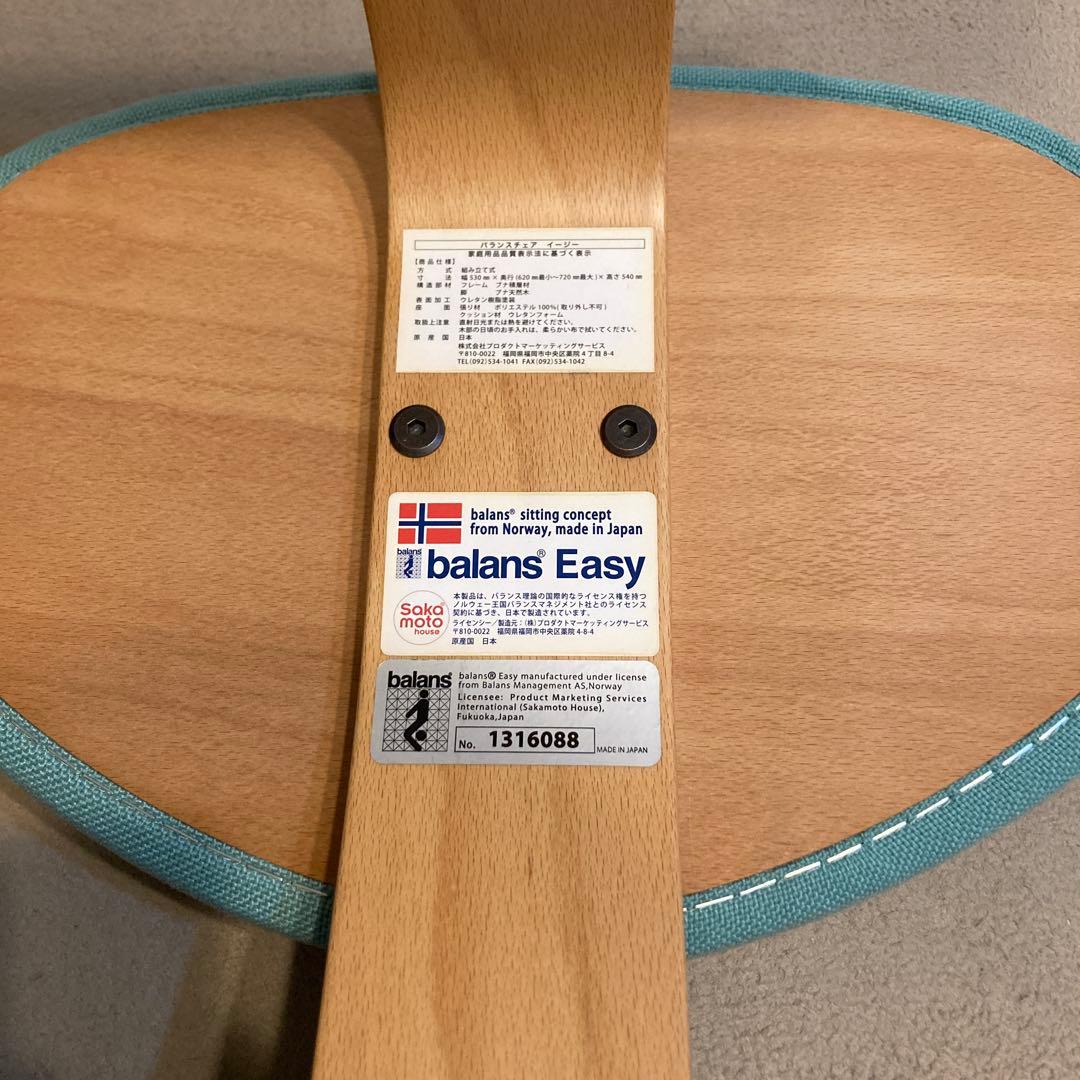 バランスチェア イージー
家庭用品品質表示法に基づく表示
【商品仕様】
方 式 組み立て式
寸 法 幅 530 ㎜ × 奥行 (620 ㎜最小～720 ㎜最大) × 高さ 540 ㎜
構造部材 フレーム ブナ積層材
脚 ブナ天然木
表面加工 ウレタン樹脂塗装
座 面 張り材 ポリエステル 100% ( 取り外し不可 )
クッション材 ウレタンフォーム
取扱上注意 直射日光または熱を避けてください。
木部の日頃のお手入れは、柔らかい布で拭いてください。
原産国 日本
株式会社プロダクトマーケッティングサービス
〒810-0022 福岡県福岡市中央区薬院 4 丁目 8-4
TEL(092)534-1041 FAX(092)534-1042
balans® sitting concept
from Norway, made in Japan
balans
balans® Easy
Saka
moto
house
本製品は、バランス理論の国際的なライセンス権を持つ
ノルウェー王国バランスマネジメント社とのライセンス
契約に基づき、日本で製造されています。
ライセンシー／製造元：(株)プロダクトマーケッティングサービス
〒810-0022 福岡県福岡市中央区薬院 4-8-4
原産国 日本
balans®
balans® Easy manufactured under license
from Balans Management AS,Norway
Licensee: Product Marketing Services
International (Sakamoto House),
Fukuoka,Japan
No. 1316088
MADE IN JAPAN